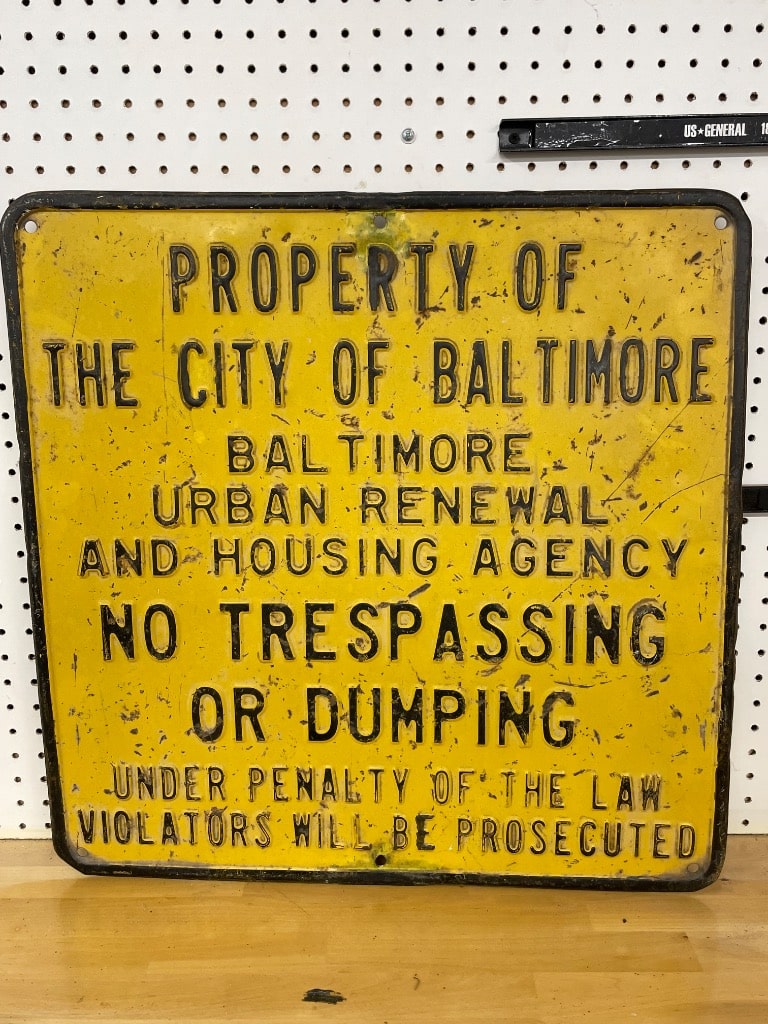 US★GENERAL 18
PROPERTY OF
THE CITY OF BALTIMORE
BALTIMORE
URBAN RENEWAL
AND HOUSING AGENCY
NO TRESPASSING
OR DUMPING
UNDER PENALTY OF THE LAW
VIOLATORS WILL BE PROSECUTED